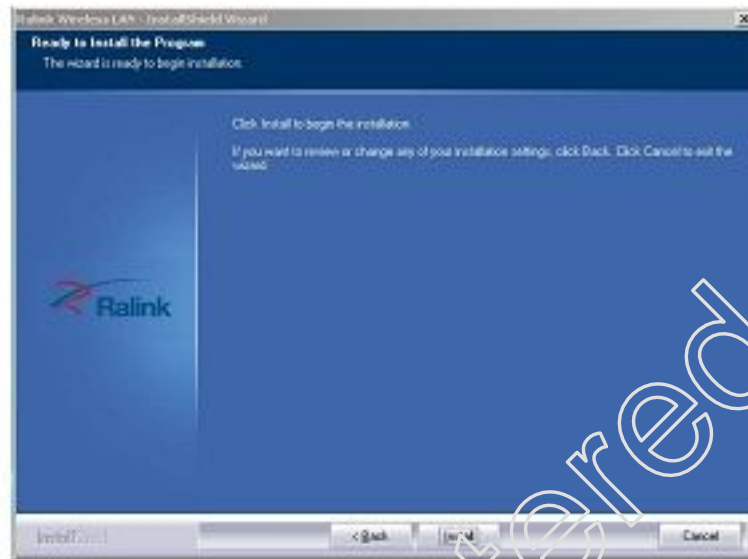 Ralink Wireless LAN - InstallShield Wizard
Ready to Install the Program
The wizard is ready to begin installation.
Click Install to begin the installation.
If you want to review or change any of your installation settings, click Back. Click Cancel to exit the
wizard.
Ralink
InstallShield
< Back
Install
Cancel
tered